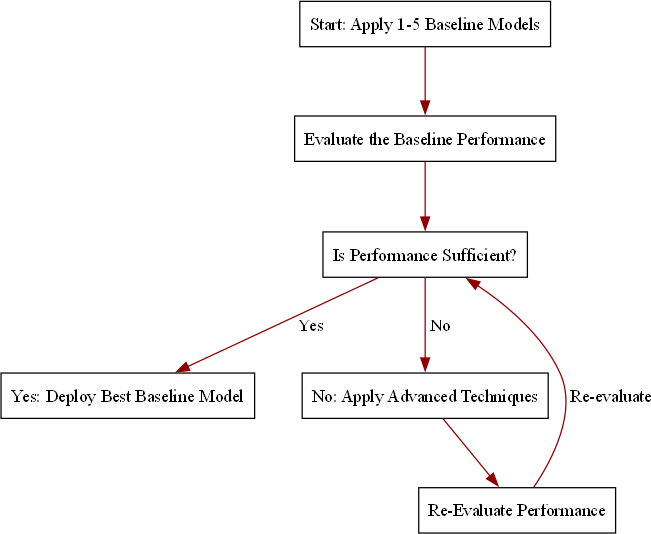 Start: Apply 1-5 Baseline Models
Evaluate the Baseline Performance
Is Performance Sufficient?
Yes
No
Yes: Deploy Best Baseline Model
No: Apply Advanced Techniques
Re-evaluate
Re-Evaluate Performance